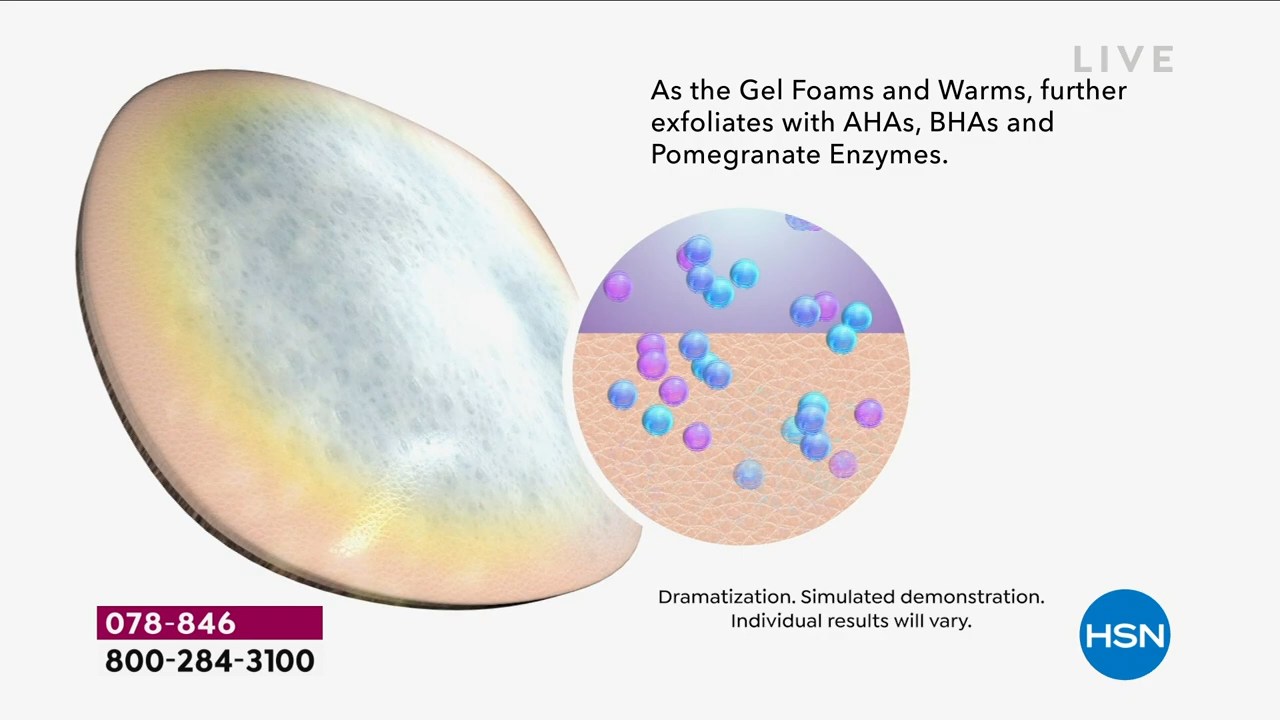 LIVE
As the Gel Foams and Warms, further
exfoliates with AHAs, BHAs and
Pomegranate Enzymes.
Dramatization. Simulated demonstration.
Individual results will vary.
078-846
800-284-3100
HSN